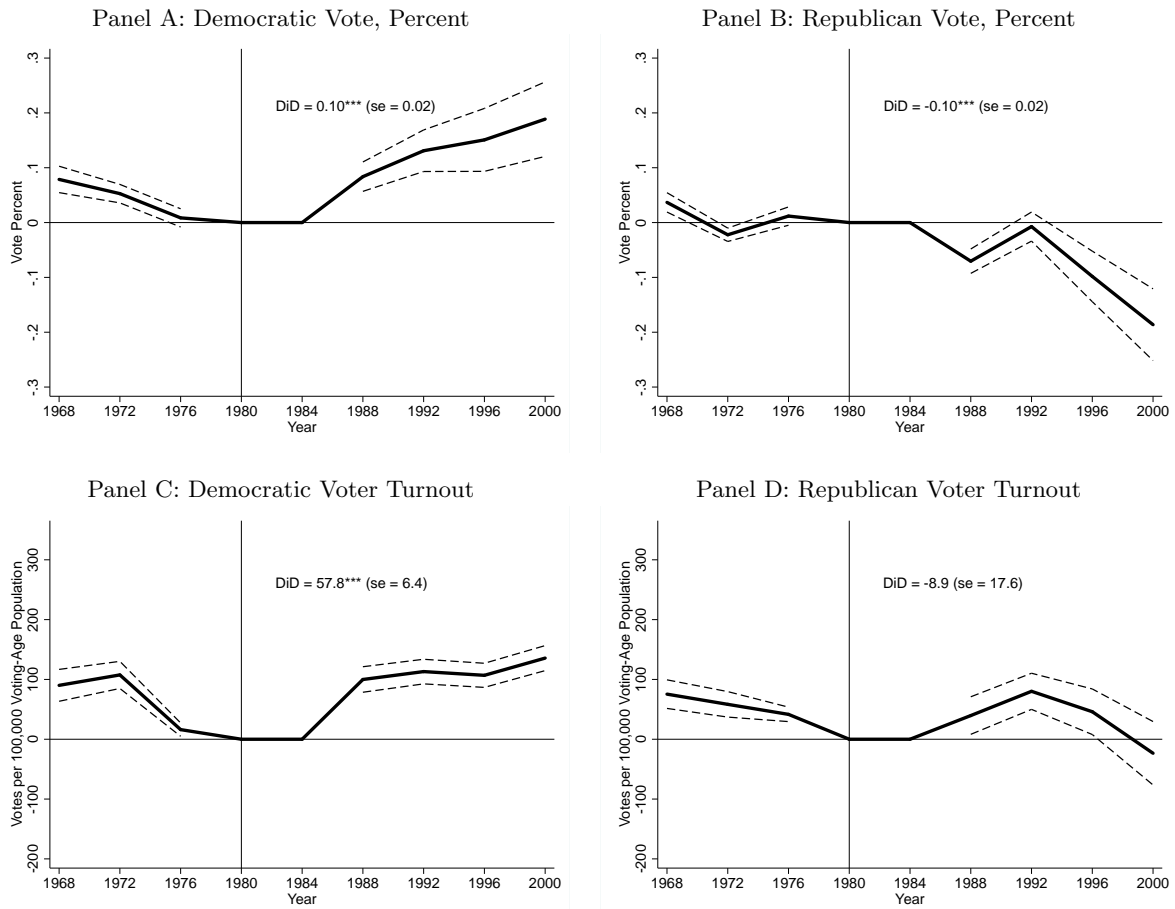 Panel A: Democratic Vote, Percent
Vote Percent
.3
.2
.1
0
-.1
-.2
-.3
DiD = 0.10*** (se = 0.02)
1968 1972 1976 1980 1984 1988 1992 1996 2000
Year
Panel B: Republican Vote, Percent
Vote Percent
.3
.2
.1
0
-.1
-.2
-.3
DiD = -0.10*** (se = 0.02)
1968 1972 1976 1980 1984 1988 1992 1996 2000
Year
Panel C: Democratic Voter Turnout
Votes per 100,000 Voting-Age Population
300
200
100
0
-100
-200
DiD = 57.8*** (se = 6.4)
1968 1972 1976 1980 1984 1988 1992 1996 2000
Year
Panel D: Republican Voter Turnout
Votes per 100,000 Voting-Age Population
300
200
100
0
-100
-200
DiD = -8.9 (se = 17.6)
1968 1972 1976 1980 1984 1988 1992 1996 2000
Year